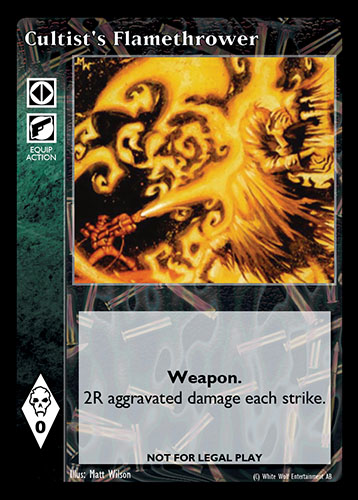 Cultist's Flamethrower
EQUIP
ACTION
Weapon.
2R aggravated damage each strike.
0
NOT FOR LEGAL PLAY
Illus: Matt Wilson
(C) White Wolf Entertainment AB